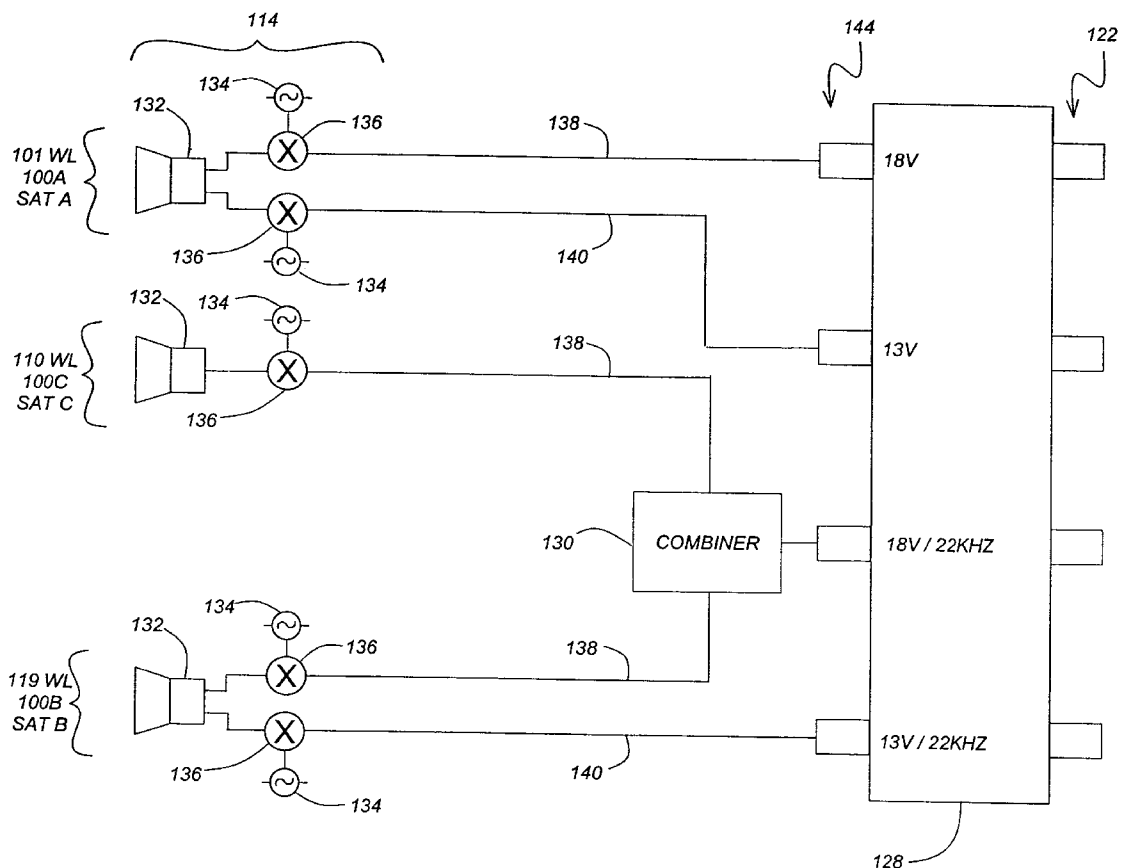 114
144
122
134
132
136
138
18V
101 WL
100A
SAT A
136
140
134
132
134
138
13V
110 WL
100C
SAT C
136
130
COMBINER
18V / 22KHZ
134
132
136
138
119 WL
100B
SAT B
136
140
13V / 22KHZ
134
128